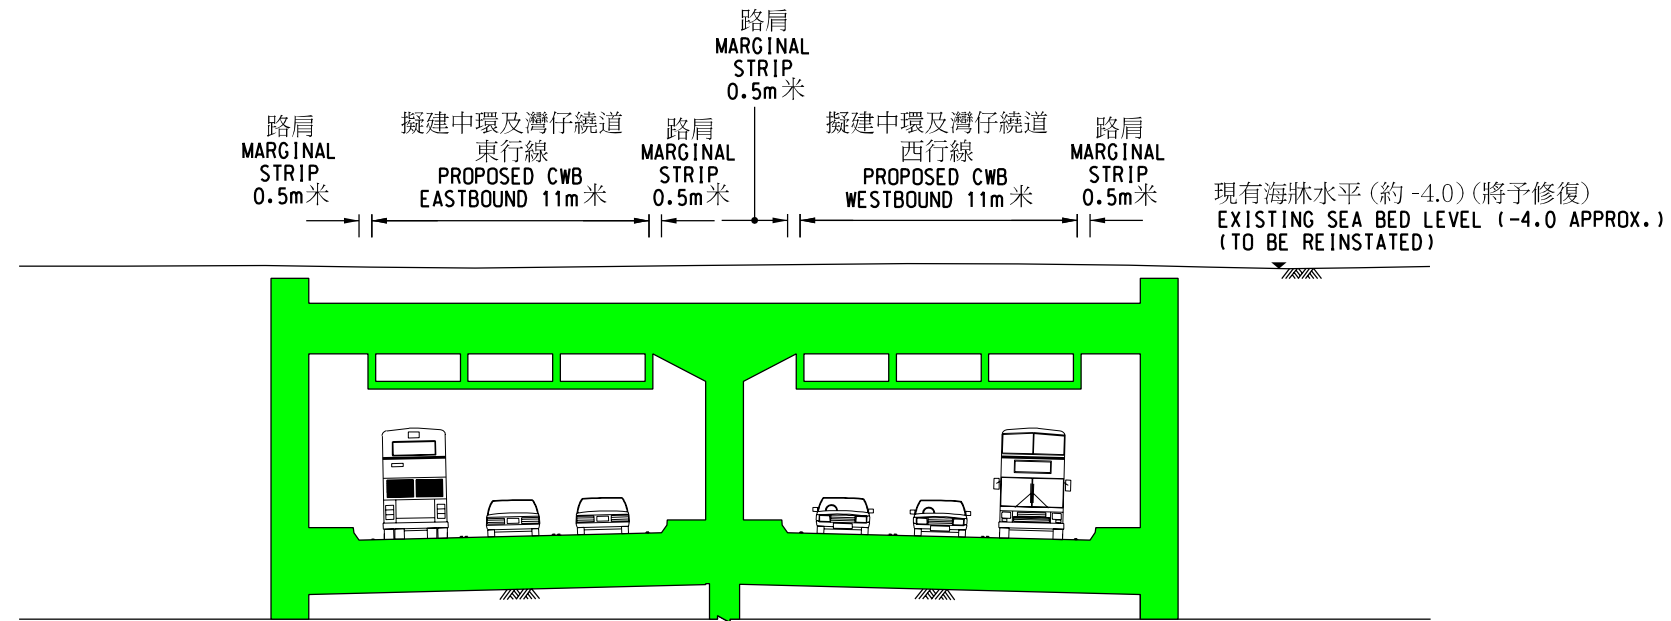 路肩
MARGINAL
STRIP
0.5m米
路肩
MARGINAL
STRIP
0.5m米
擬建中環及灣仔繞道
東行線
PROPOSED CWB
EASTBOUND 11m米
路肩
MARGINAL
STRIP
0.5m米
擬建中環及灣仔繞道
西行線
PROPOSED CWB
WESTBOUND 11m米
路肩
MARGINAL
STRIP
0.5m米
現有海牀水平(約 -4.0)(將予修復)
EXISTING SEA BED LEVEL (-4.0 APPROX.)
(TO BE REINSTATED)